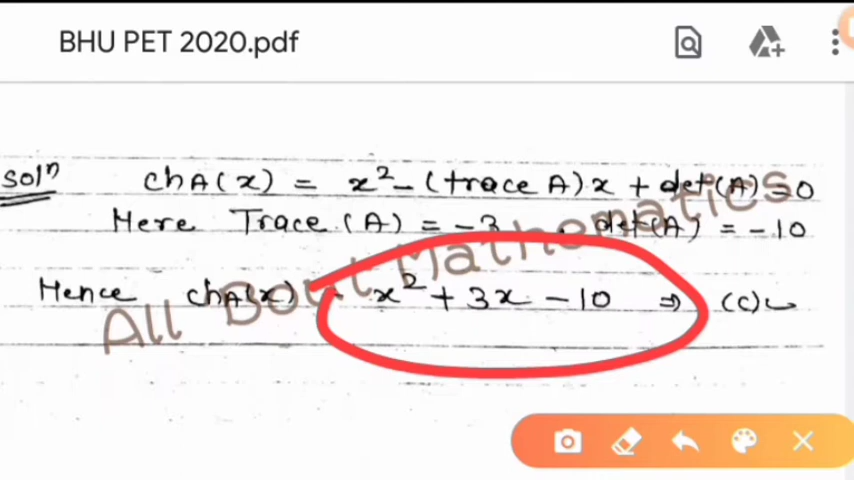 BHU PET 2020.pdf
Solⁿ chA(x) = x² - (trace A).x + det(A) = 0
Here Trace (A) = -3 , det(A) = -10
Hence chA(x) x² + 3x - 10 ⇒ (c)
All Bout Mathematics